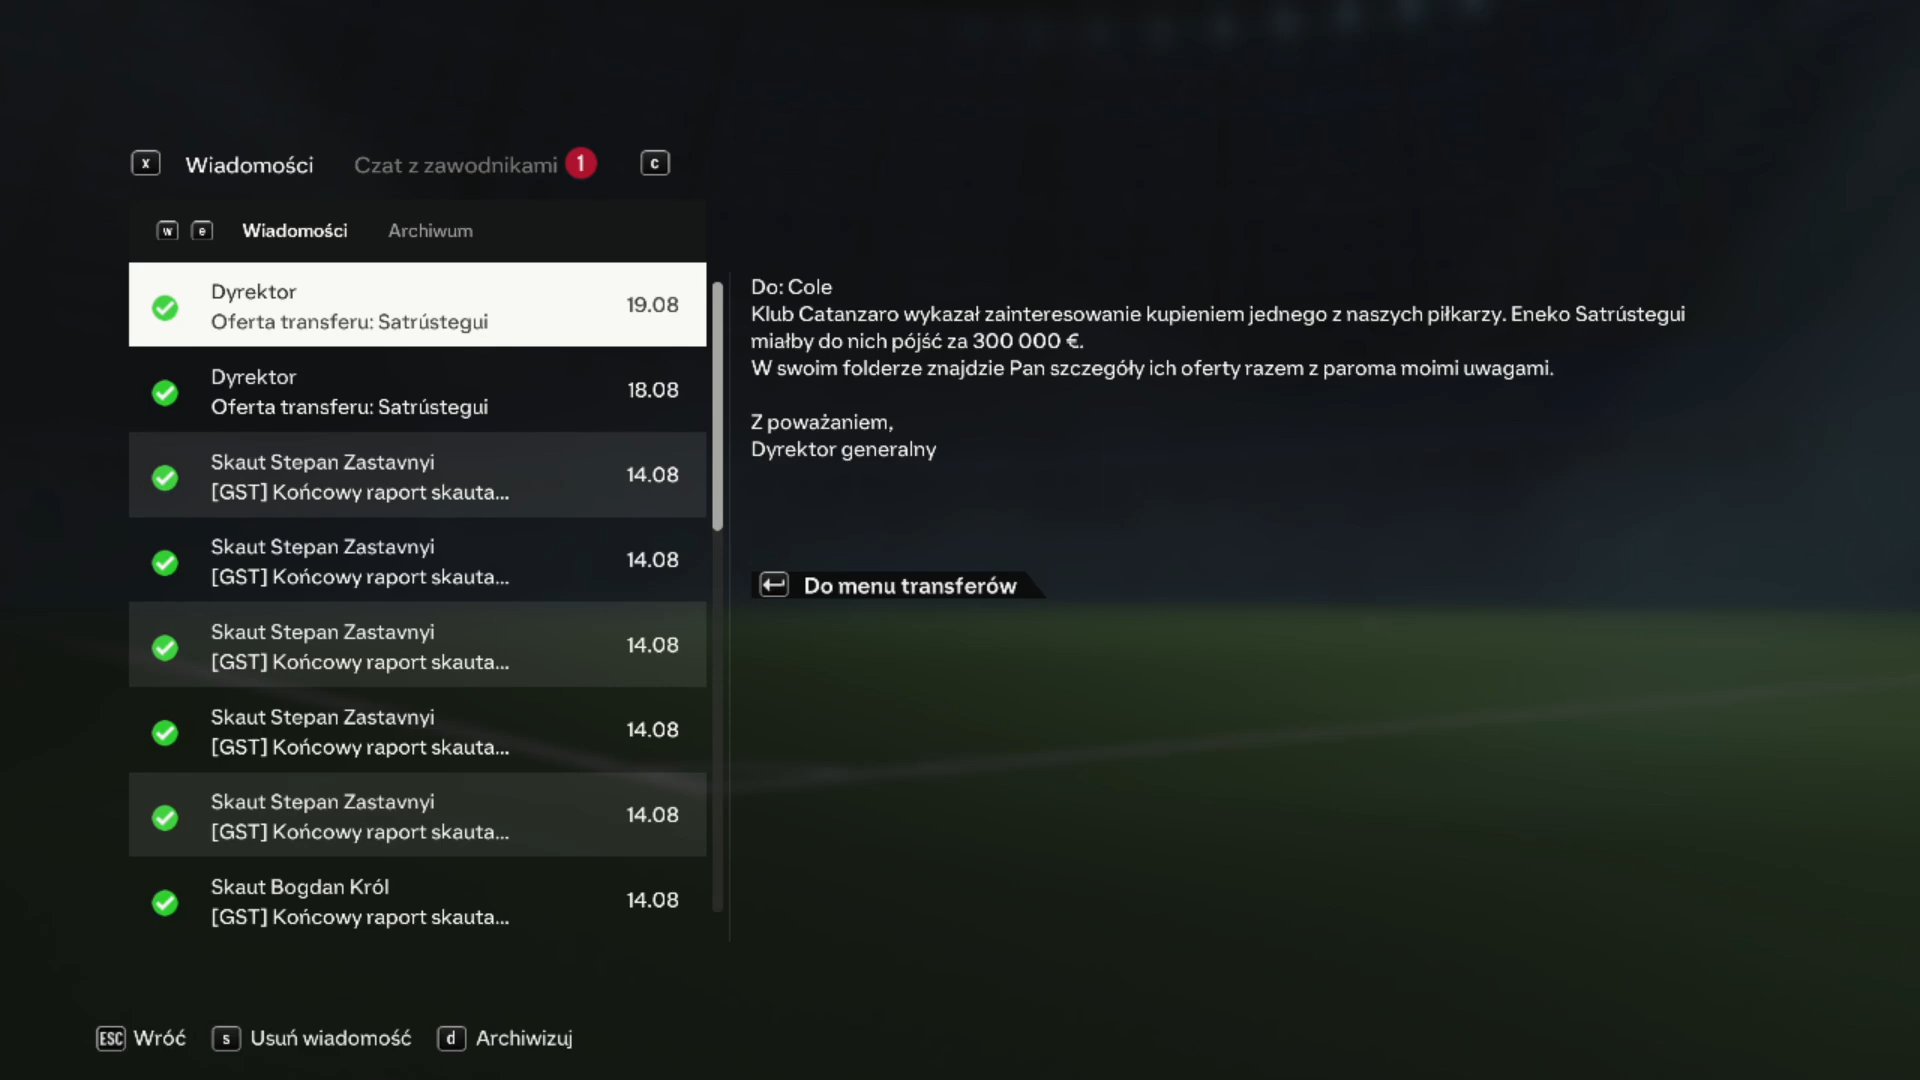 x Wiadomości Czat z zawodnikami 1 c
w e Wiadomości Archiwum
Dyrektor
Oferta transferu: Satrústegui
19.08
Dyrektor
Oferta transferu: Satrústegui
18.08
Skaut Stepan Zastavnyi
[GST] Końcowy raport skauta...
14.08
Skaut Stepan Zastavnyi
[GST] Końcowy raport skauta...
14.08
Skaut Stepan Zastavnyi
[GST] Końcowy raport skauta...
14.08
Skaut Stepan Zastavnyi
[GST] Końcowy raport skauta...
14.08
Skaut Stepan Zastavnyi
[GST] Końcowy raport skauta...
14.08
Skaut Bogdan Król
[GST] Końcowy raport skauta...
14.08
Do: Cole
Klub Catanzaro wykazał zainteresowanie kupieniem jednego z naszych piłkarzy. Eneko Satrústegui
miałby do nich pójść za 300 000 €.
W swoim folderze znajdzie Pan szczegóły ich oferty razem z paroma moimi uwagami.
Z poważaniem,
Dyrektor generalny
Do menu transferów
ESC Wróć s Usuń wiadomość d Archiwizuj